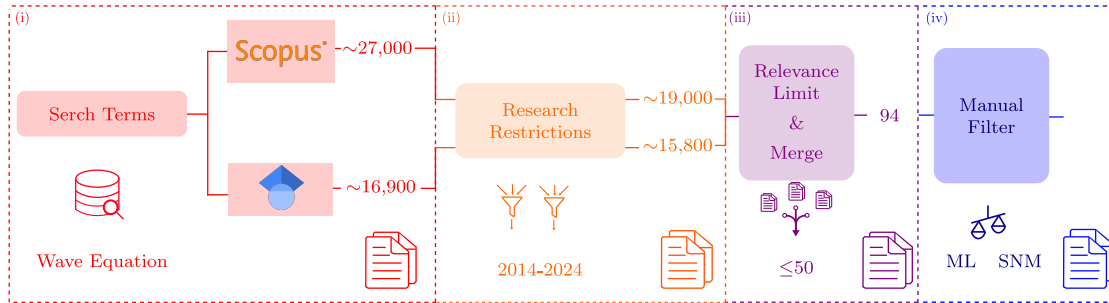 (i)
Serch Terms
Scopus
~27,000
~16,900
Wave Equation
(ii)
Research
Restrictions
~19,000
~15,800
2014-2024
(iii)
Relevance
Limit
&
Merge
94
≤50
(iv)
Manual
Filter
ML SNM